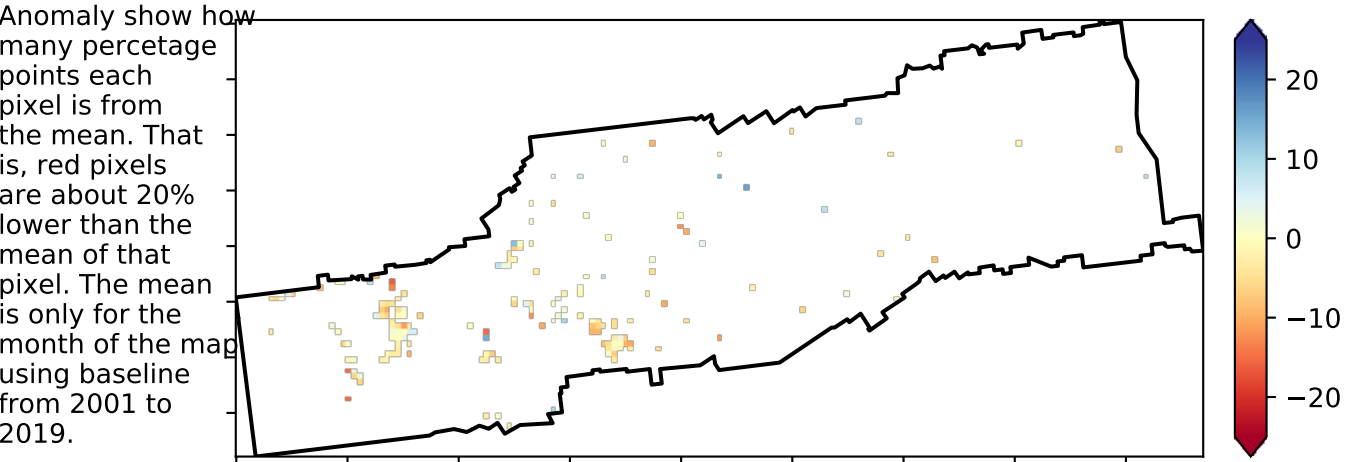 Anomaly show how
many percetage
points each
pixel is from
the mean. That
is, red pixels
are about 20%
lower than the
mean of that
pixel. The mean
is only for the
month of the map
using baseline
from 2001 to
2019.
20
10
0
−10
−20